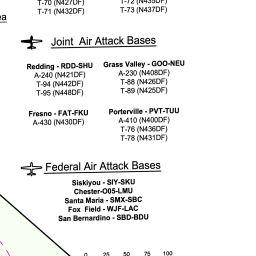 T-70 (N427DF)
T-71 (N432DF)
T-72 (N435DF)
T-73 (N437DF)
Joint Air Attack Bases
Redding - RDD-SHU
A-240 (N421DF)
T-94 (N442DF)
T-95 (N448DF)
Grass Valley - GOO-NEU
A-230 (N408DF)
T-88 (N426DF)
T-89 (N425DF)
Fresno - FAT-FKU
A-430 (N430DF)
Porterville - PVT-TUU
A-410 (N400DF)
T-76 (N436DF)
T-78 (N431DF)
Federal Air Attack Bases
Siskiyou - SIY-SKU
Chester-O05-LMU
Santa Maria - SMX-SBC
Fox Field - WJF-LAC
San Bernardino - SBD-BDU
0 25 50 75 100